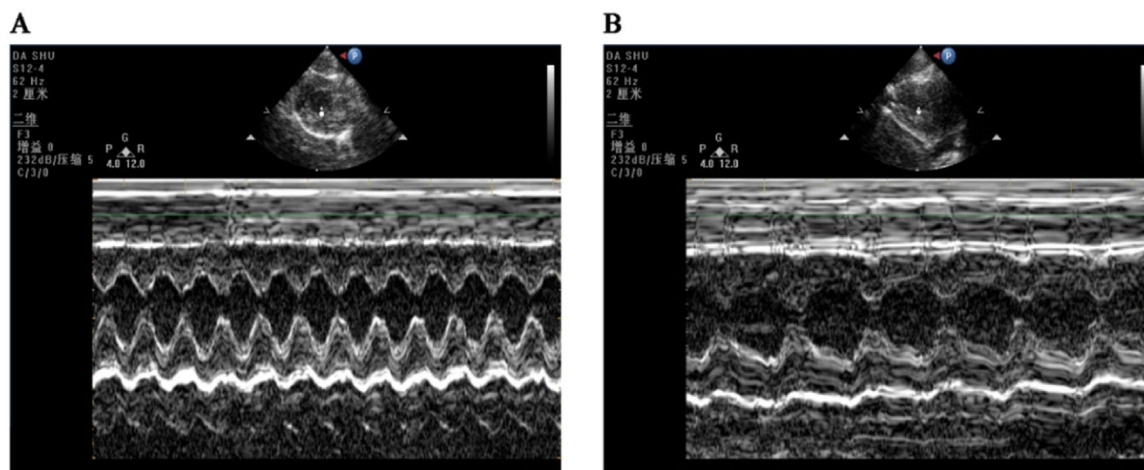 A
DA SHU
S12-4
62 Hz
2 厘米
P
二维
F3
增益 0
232dB/压缩 5
C/3/0
G
P R
4.0 12.0
B
DA SHU
S12-4
62 Hz
2 厘米
P
二维
F3
增益 0
232dB/压缩 5
C/3/0
G
P R
4.0 12.0